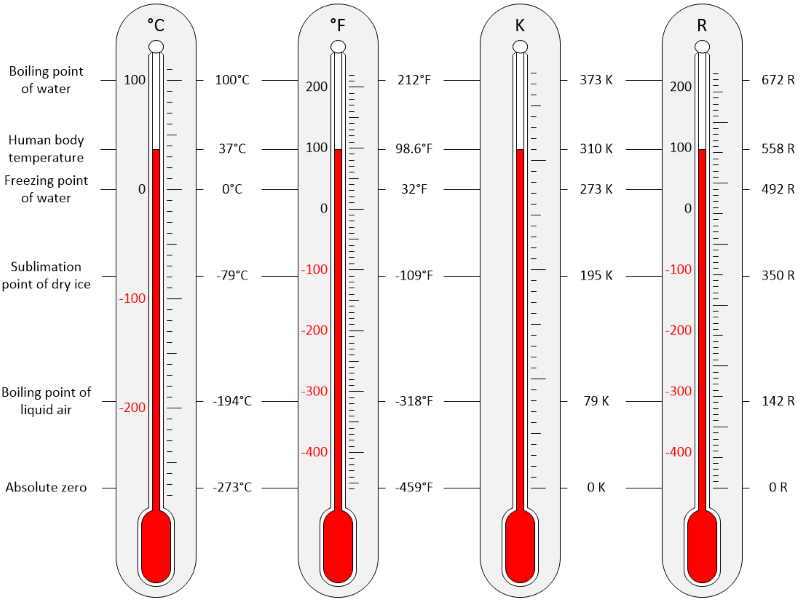 °C °F K R
Boiling point
of water
100 100°C 200 212°F 373 K 200 672 R
Human body
temperature
37°C 100 98.6°F 310 K 100 558 R
Freezing point
of water
0 0°C 0 32°F 273 K 0 492 R
Sublimation
point of dry ice
-100 -79°C -100 -109°F 195 K -100 350 R
-200 -200
Boiling point of
liquid air
-200 -194°C -300 -318°F 79 K -300 142 R
-400 -400
Absolute zero -273°C -459°F 0 K 0 R